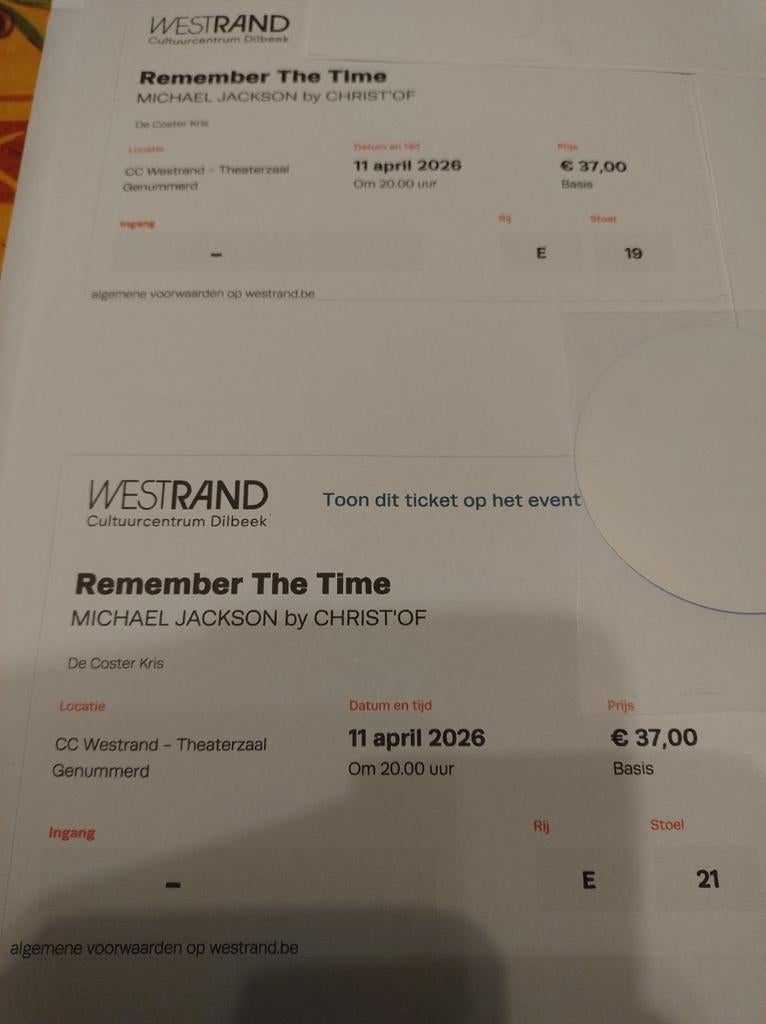 WESTRAND
Cultuurcentrum Dilbeek
Remember The Time
MICHAEL JACKSON by CHRIST'OF
De Coster Kris
Locatie Datum en tijd Prijs
CC Westrand - Theaterzaal 11 april 2026 € 37,00
Genummerd Om 20.00 uur Basis
Ingang Rij Stoel
- E 19
algemene voorwaarden op westrand.be
WESTRAND Toon dit ticket op het event
Cultuurcentrum Dilbeek
Remember The Time
MICHAEL JACKSON by CHRIST'OF
De Coster Kris
Locatie Datum en tijd Prijs
CC Westrand - Theaterzaal 11 april 2026 € 37,00
Genummerd Om 20.00 uur Basis
Ingang Rij Stoel
- E 21
algemene voorwaarden op westrand.be